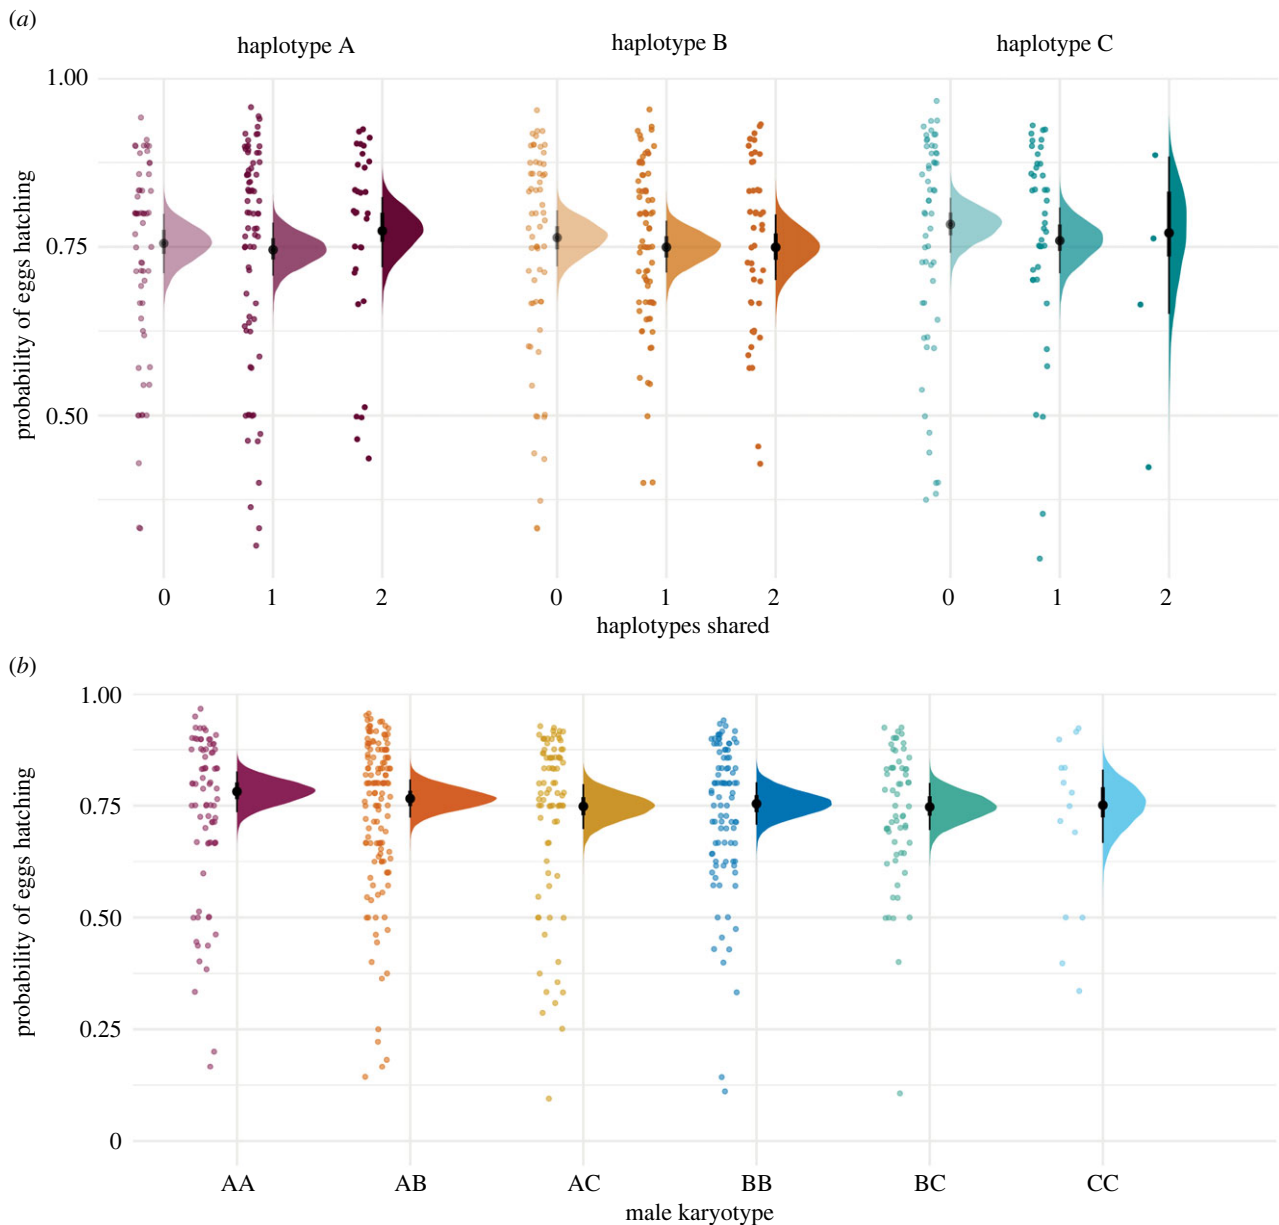 (a)
haplotype A haplotype B haplotype C
1.00
0.75
0.50
probability of eggs hatching
0 1 2 0 1 2 0 1 2
haplotypes shared
(b)
1.00
0.75
0.50
0.25
0
probability of eggs hatching
AA AB AC BB BC CC
male karyotype